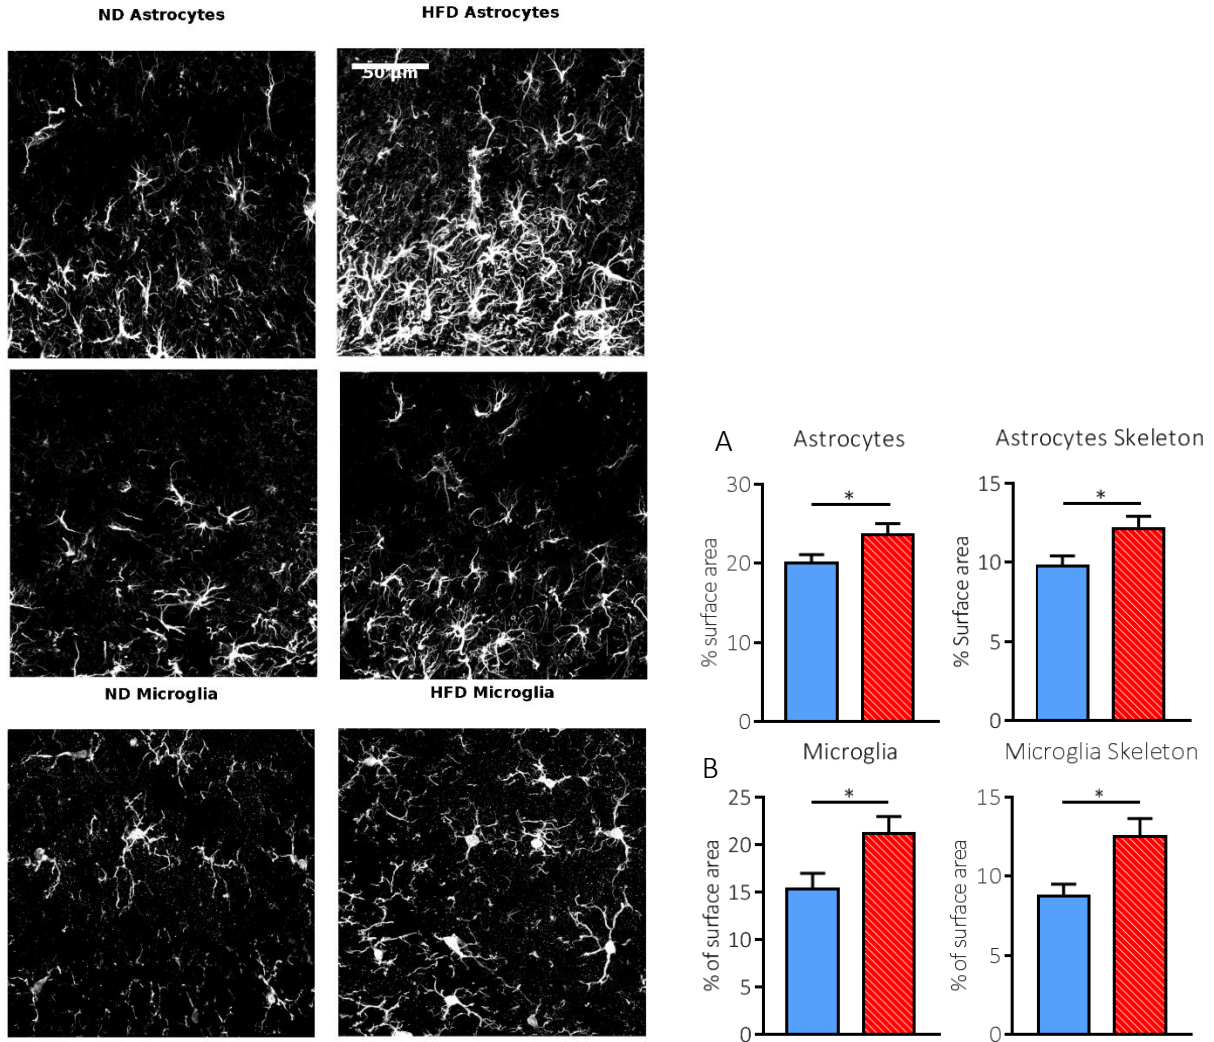 ND Astrocytes
HFD Astrocytes
50 µm
ND Microglia
HFD Microglia
A
Astrocytes
% surface area
30
20
10
0
*
Astrocytes Skeleton
% Surface area
15
10
5
0
*
B
Microglia
% of surface area
25
20
15
10
5
0
*
Microglia Skeleton
% of surface area
15
10
5
0
*